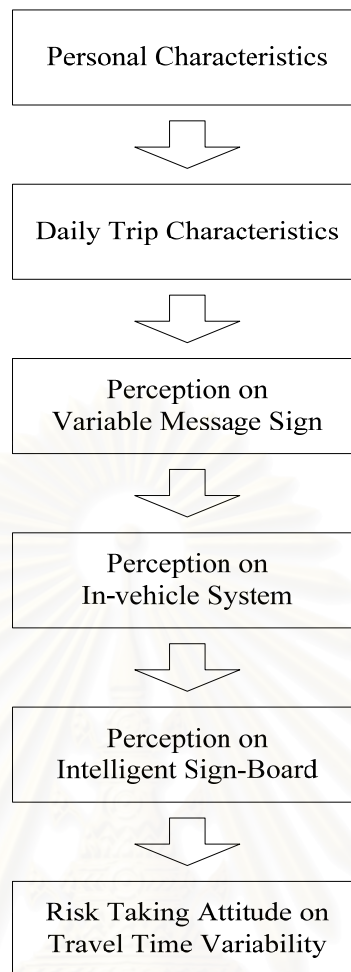 Personal Characteristics
Daily Trip Characteristics
Perception on
Variable Message Sign
Perception on
In-vehicle System
Perception on
Intelligent Sign-Board
Risk Taking Attitude on
Travel Time Variability